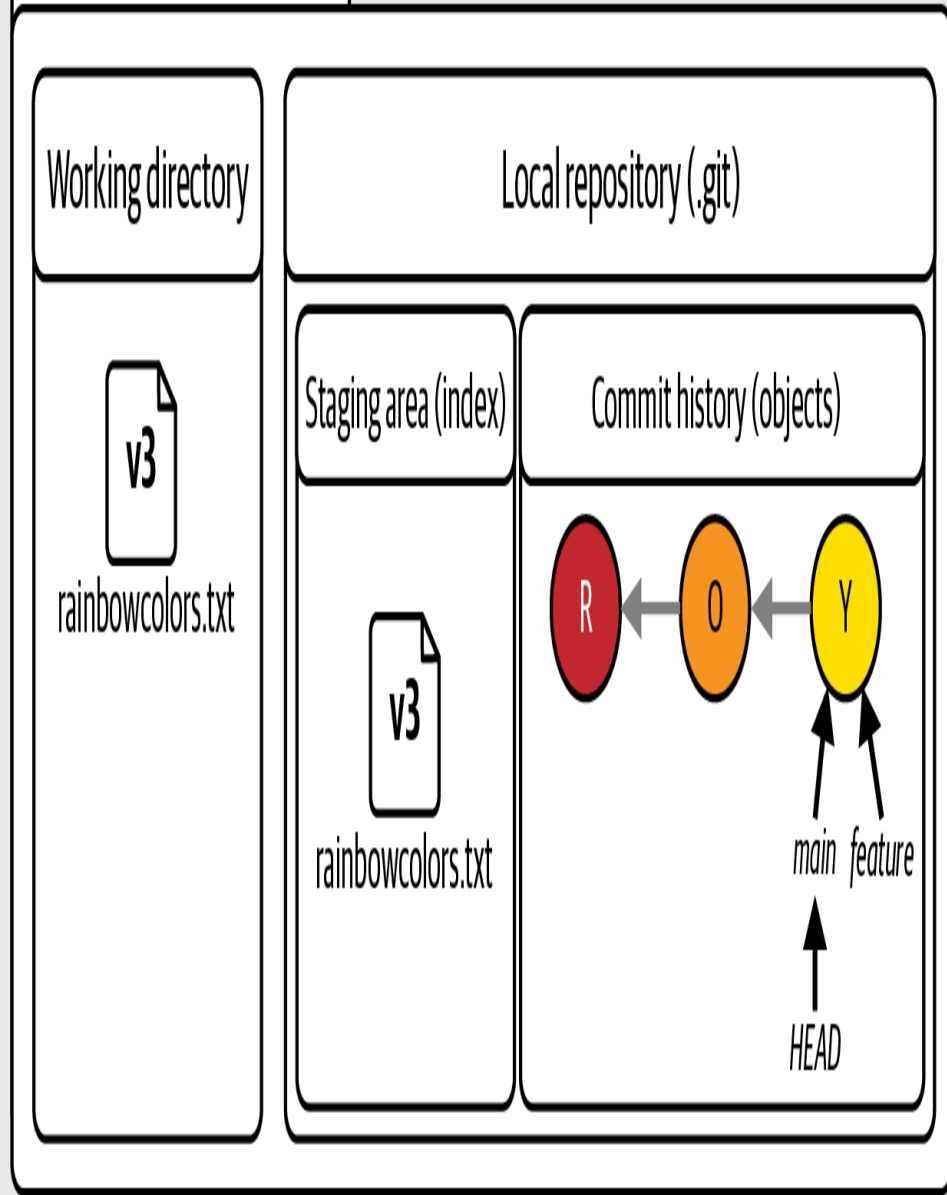 Working directory
Local repository (.git)
Staging area (index)
Commit history (objects)
v3
rainbowcolors.txt
v3
rainbowcolors.txt
R
O
Y
main feature
HEAD